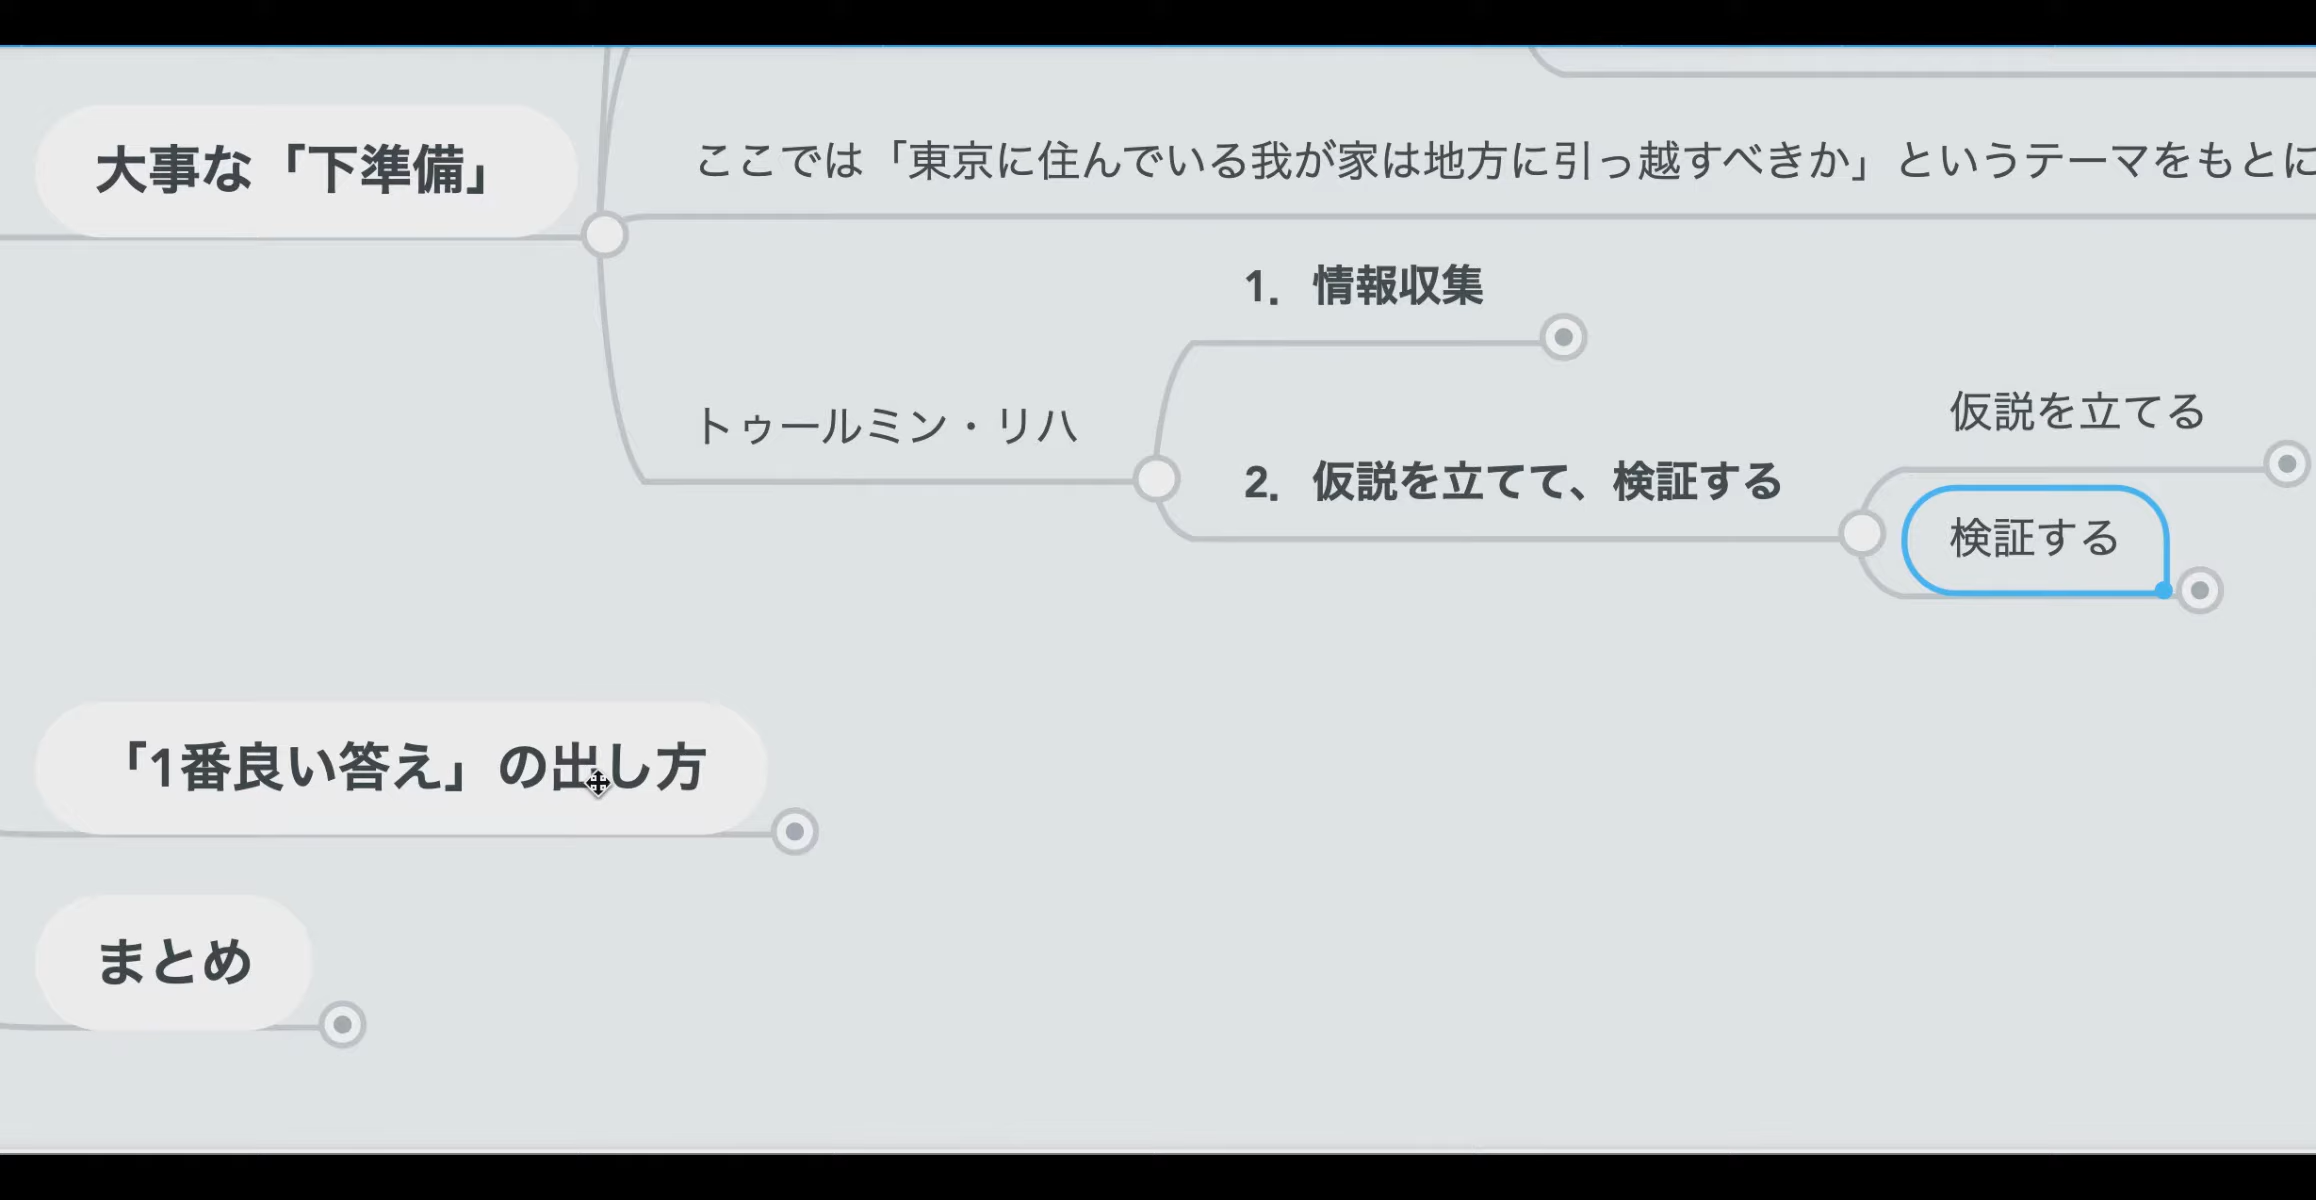 大事な「下準備」
ここでは「東京に住んでいる我が家は地方に引っ越すべきか」というテーマをもとに
1. 情報収集
トゥールミン・リハ
仮説を立てる
2. 仮説を立てて、検証する
検証する
「1番良い答え」の出し方
まとめ